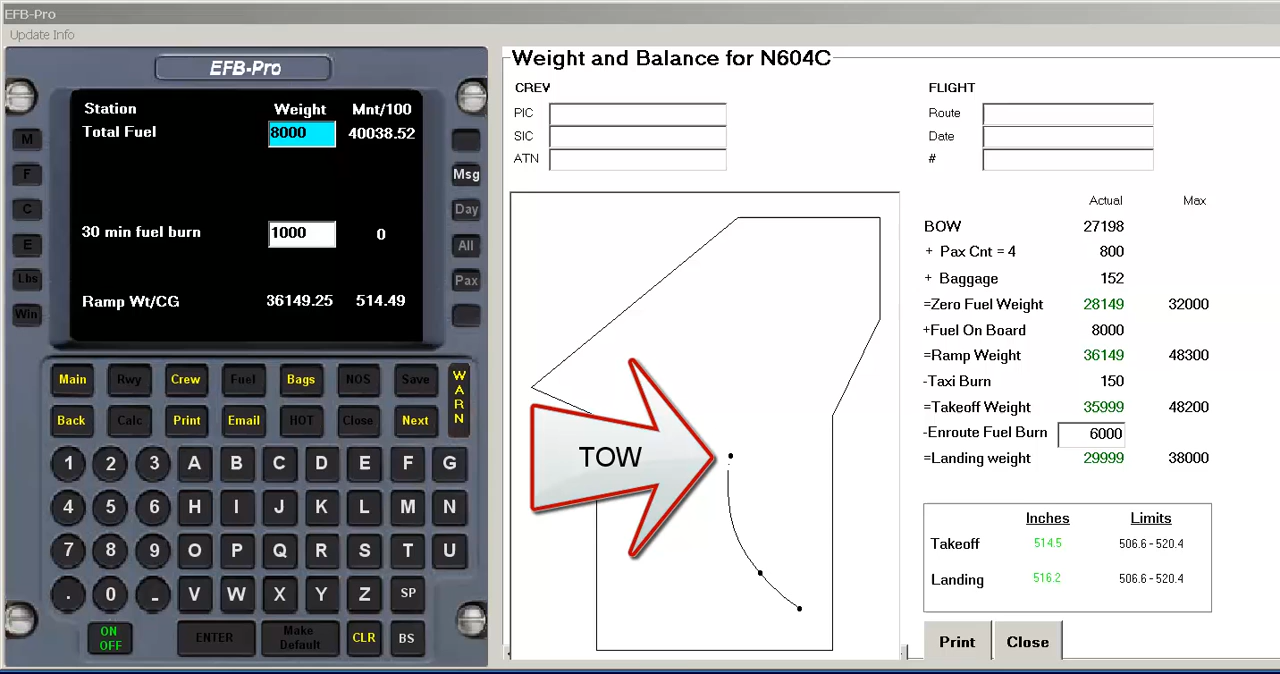 EFB-Pro
Update Info
EFB-Pro
Station Weight Mnt/100
Total Fuel 8000 40038.52
30 min fuel burn 1000 0
Ramp Wt/CG 36149.25 514.49
M
F
C
E
Lbs
Win
Msg
Day
All
Pax
Main Rwy Crew Fuel Bags NOS Save
Back Calc Print Email HOT Close Next
WARN
1 2 3 A B C D E F G
4 5 6 H I J K L M N
7 8 9 O P Q R S T U
. 0 - V W X Y Z SP
ON OFF ENTER Make Default CLR BS
Weight and Balance for N604C
CREW
PIC
SIC
ATN
FLIGHT
Route
Date
#
TOW
Actual Max
BOW 27198
+ Pax Cnt = 4 800
+ Baggage 152
=Zero Fuel Weight 28149 32000
+Fuel On Board 8000
=Ramp Weight 36149 48300
-Taxi Burn 150
=Takeoff Weight 35999 48200
-Enroute Fuel Burn 6000
=Landing weight 29999 38000
Inches Limits
Takeoff 514.5 506.6 - 520.4
Landing 516.2 506.6 - 520.4
Print Close